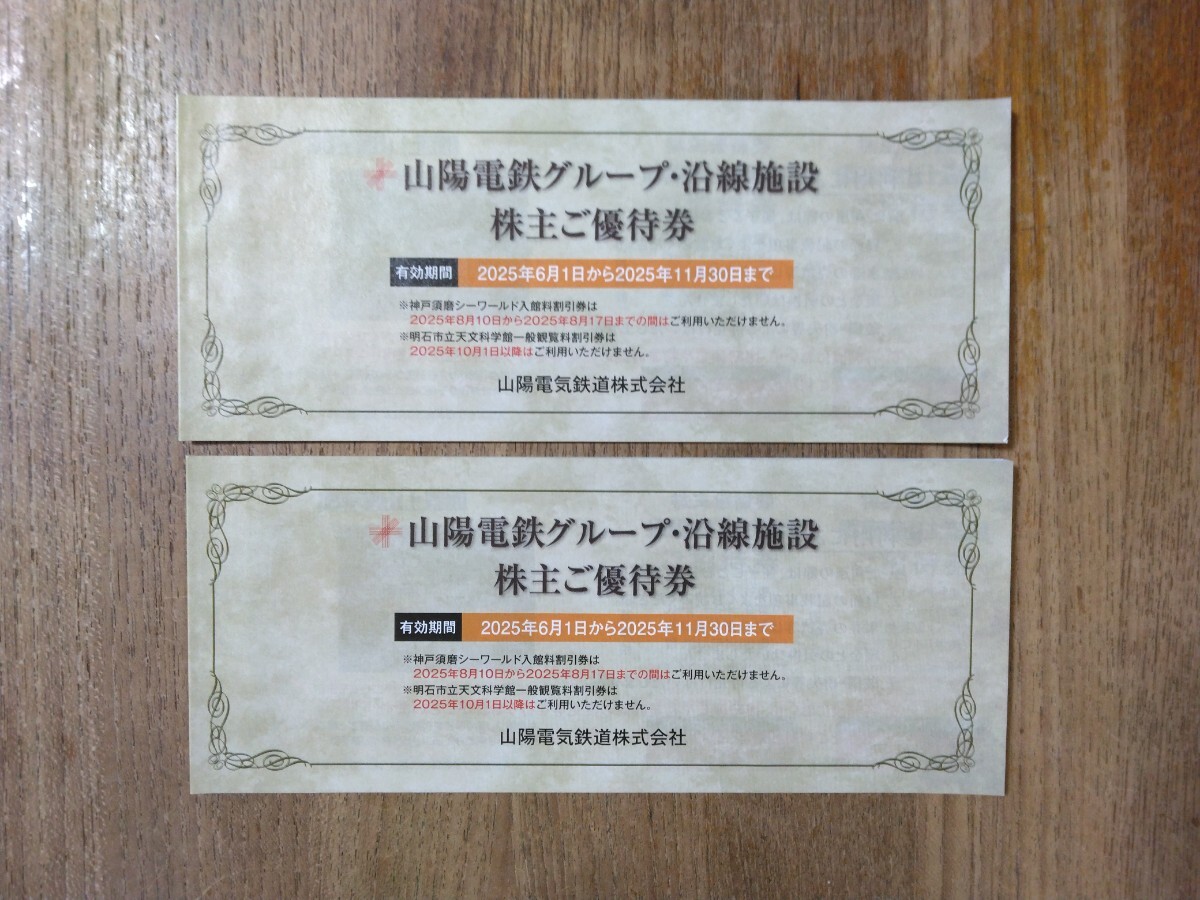 山陽電鉄グループ・沿線施設
株主ご優待券
有効期間 2025年6月1日から2025年11月30日まで
※神戸須磨シーワールド入館料割引券は
2025年8月10日から2025年8月17日までの間はご利用いただけません。
※明石市立天文科学館一般観覧料割引券は
2025年10月1日以降はご利用いただけません。
山陽電気鉄道株式会社
山陽電鉄グループ・沿線施設
株主ご優待券
有効期間 2025年6月1日から2025年11月30日まで
※神戸須磨シーワールド入館料割引券は
2025年8月10日から2025年8月17日までの間はご利用いただけません。
※明石市立天文科学館一般観覧料割引券は
2025年10月1日以降はご利用いただけません。
山陽電気鉄道株式会社